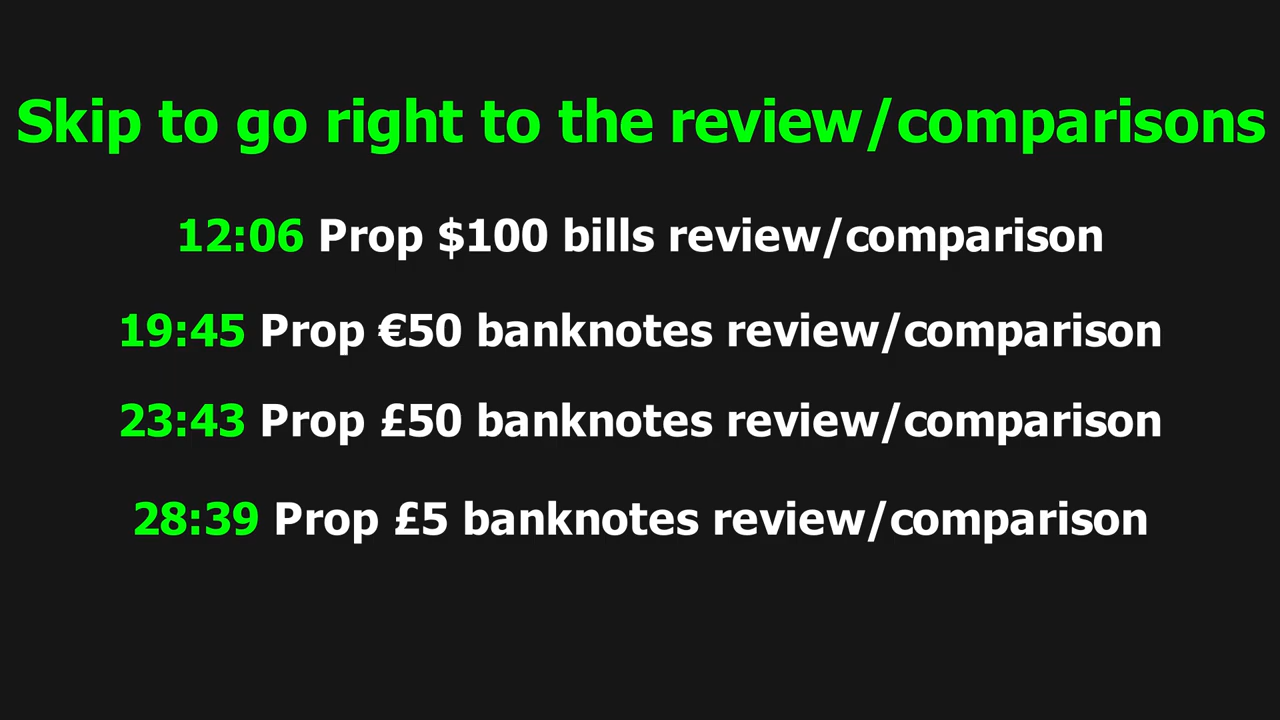 Skip to go right to the review/comparisons
12:06 Prop $100 bills review/comparison
19:45 Prop €50 banknotes review/comparison
23:43 Prop £50 banknotes review/comparison
28:39 Prop £5 banknotes review/comparison